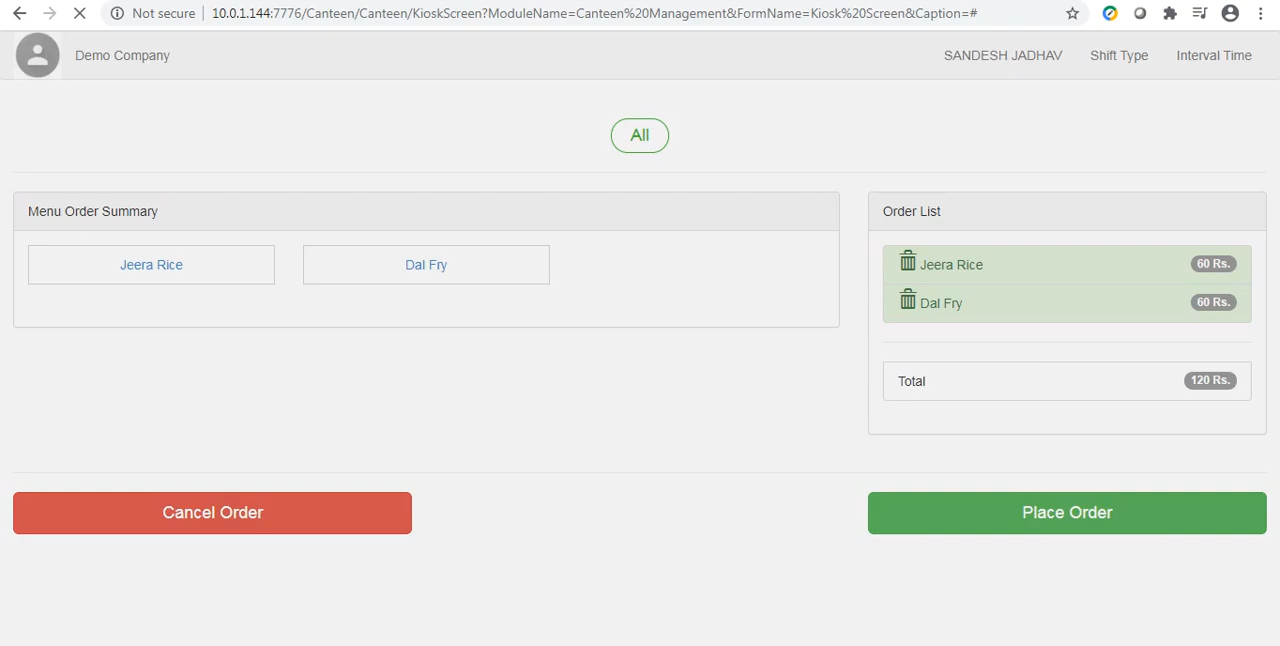 Not secure | 10.0.1.144:7776/Canteen/Canteen/KioskScreen?ModuleName=Canteen%20Management&FormName=Kiosk%20Screen&Caption=#
Demo Company SANDESH JADHAV Shift Type Interval Time
All
Menu Order Summary
Jeera Rice Dal Fry
Order List
Jeera Rice 60 Rs.
Dal Fry 60 Rs.
Total 120 Rs.
Cancel Order Place Order